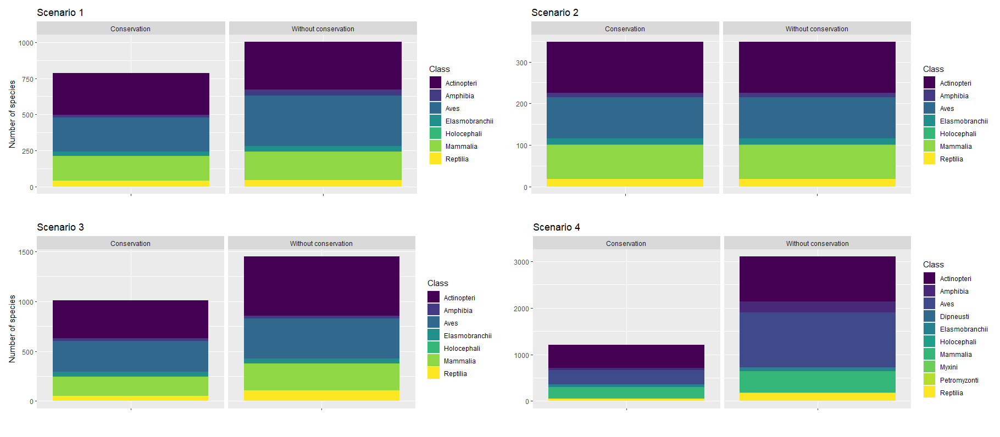 Scenario 1
Conservation
Without conservation
1000
750
500
250
0
Number of species
Class
Actinopteri
Amphibia
Aves
Elasmobranchii
Holocephali
Mammalia
Reptilia
Scenario 2
Conservation
Without conservation
300
200
100
0
Class
Actinopteri
Amphibia
Aves
Elasmobranchii
Holocephali
Mammalia
Reptilia
Scenario 3
Conservation
Without conservation
1500
1000
500
0
Number of species
Class
Actinopteri
Amphibia
Aves
Elasmobranchii
Holocephali
Mammalia
Reptilia
Scenario 4
Conservation
Without conservation
3000
2000
1000
0
Class
Actinopteri
Amphibia
Aves
Dipneusti
Elasmobranchii
Holocephali
Mammalia
Myxini
Petromyzonti
Reptilia